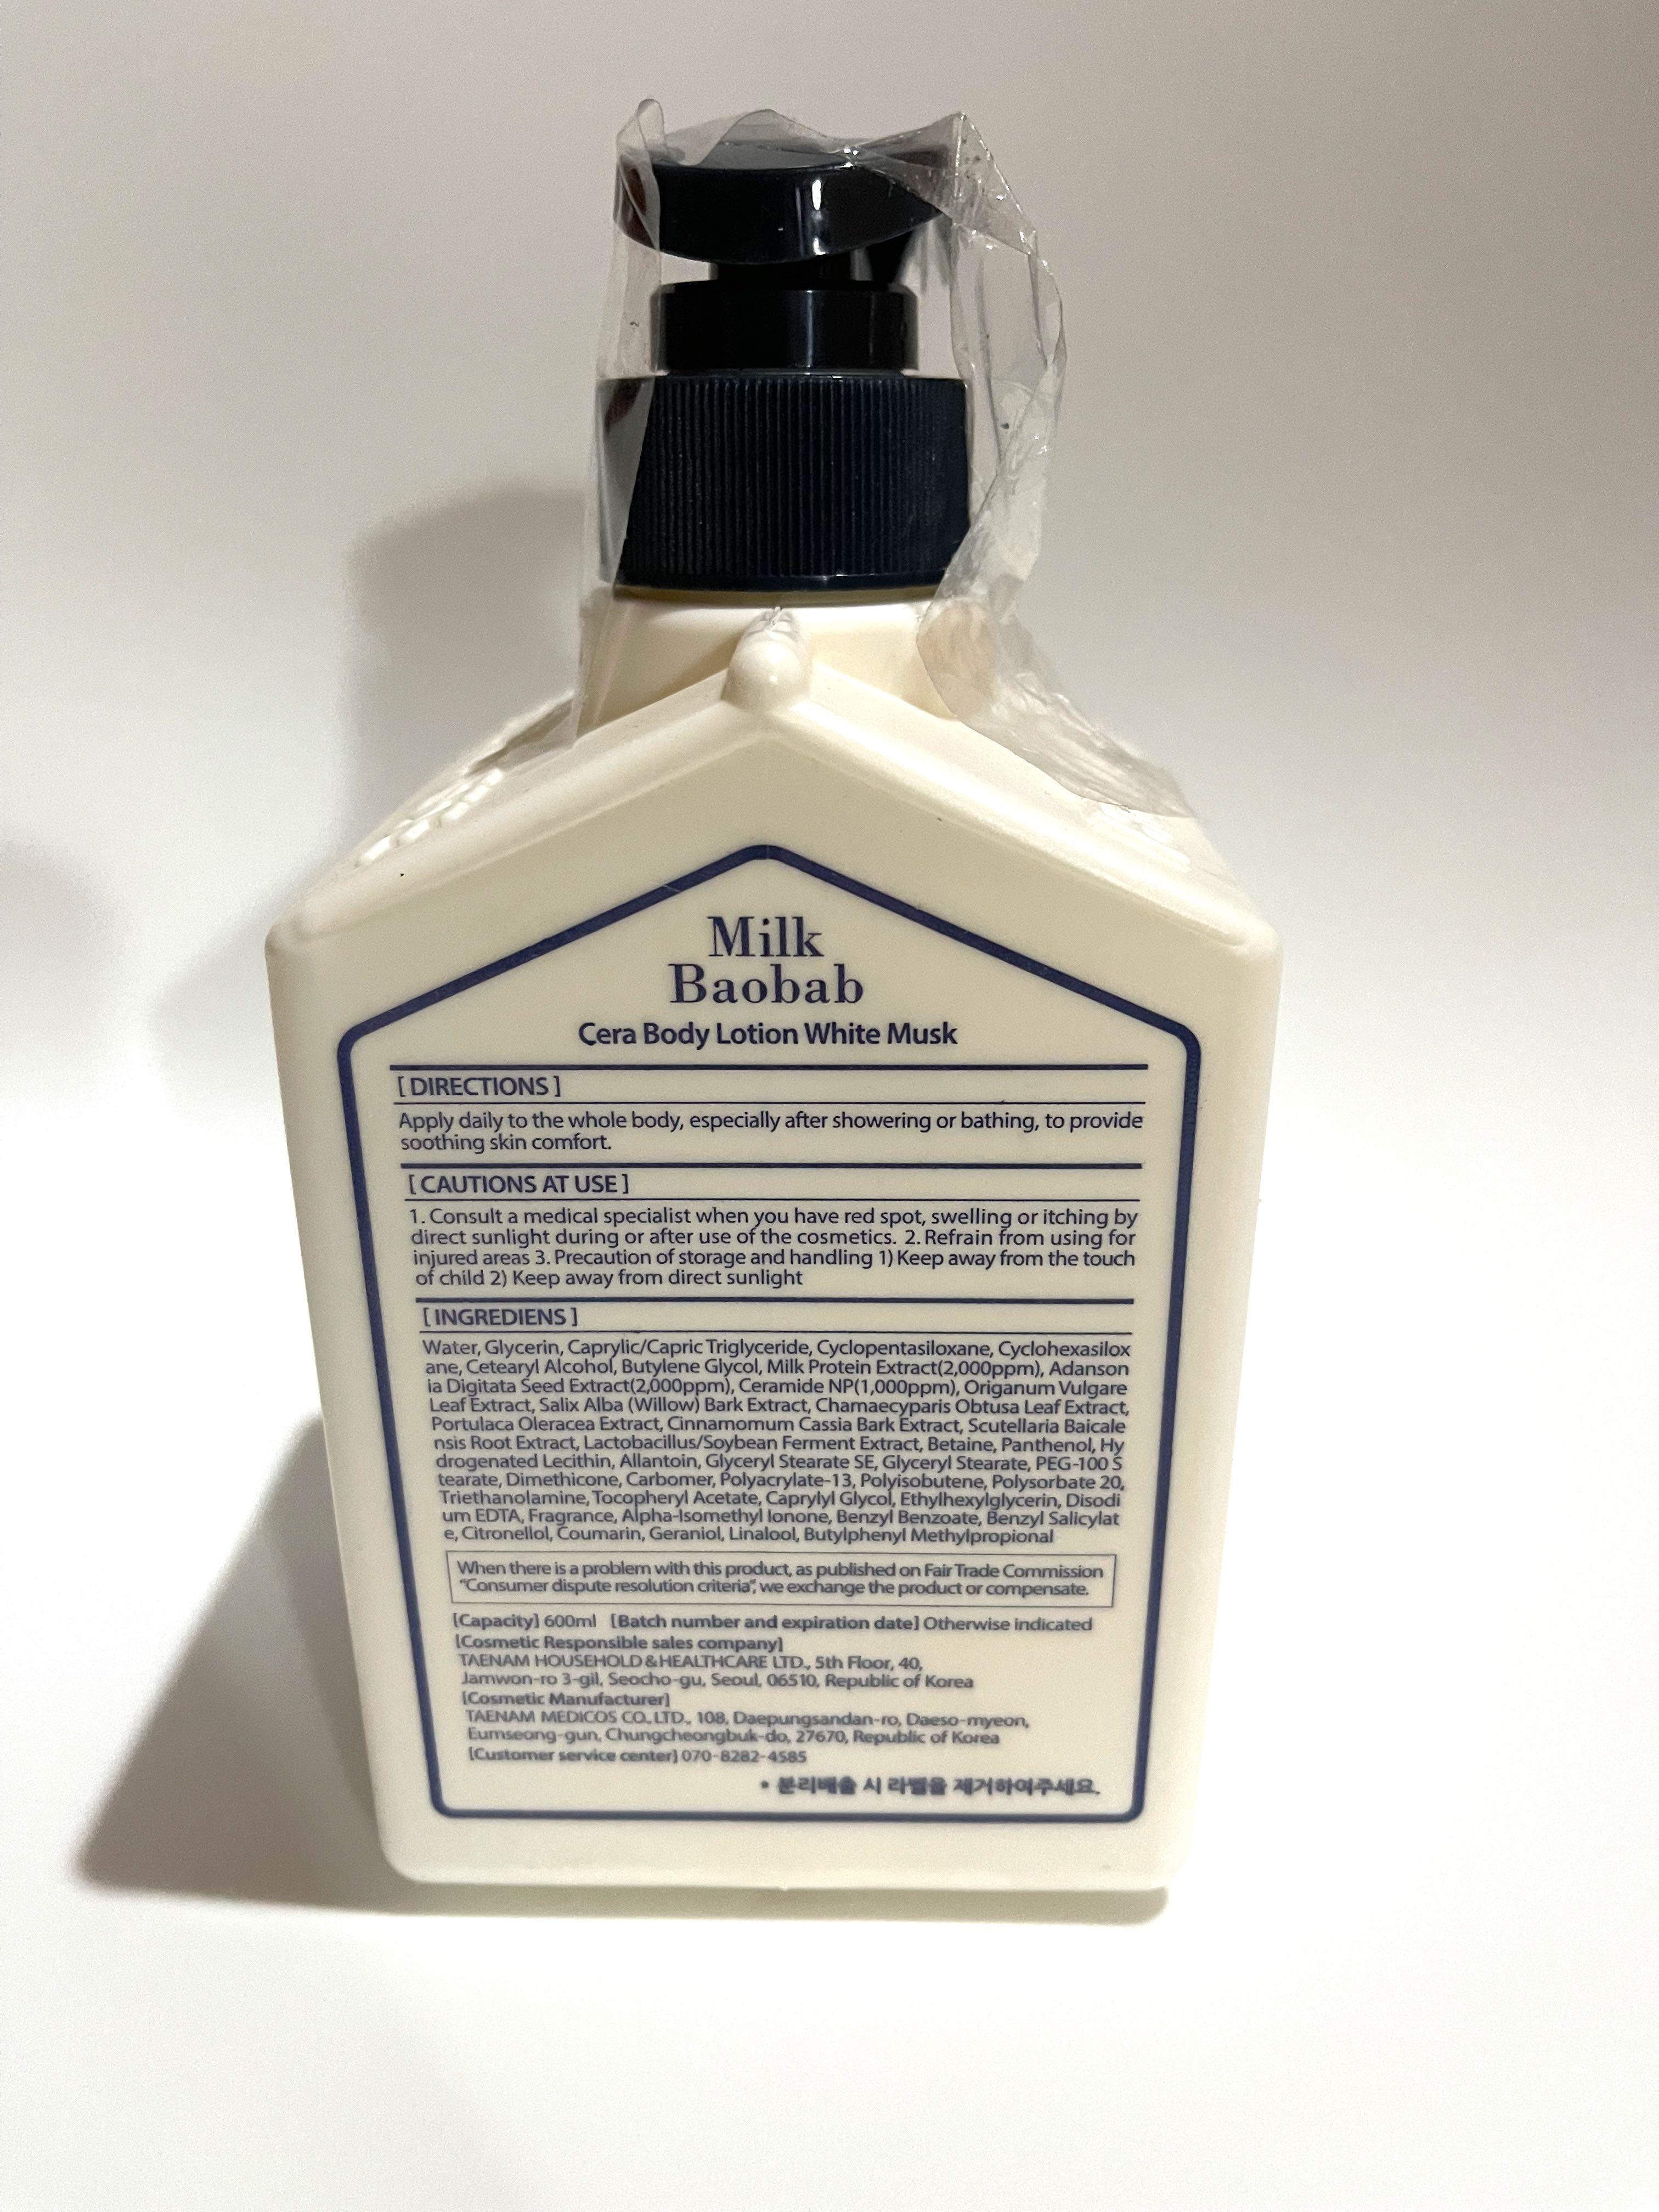 Milk
Baobab
Cera Body Lotion White Musk
[ DIRECTIONS ]
Apply daily to the whole body, especially after showering or bathing, to provide
soothing skin comfort.
[ CAUTIONS AT USE ]
1. Consult a medical specialist when you have red spot, swelling or itching by
direct sunlight during or after use of the cosmetics. 2. Refrain from using for
injured areas 3. Precaution of storage and handling 1) Keep away from the touch
of child 2) Keep away from direct sunlight
[ INGREDIENS ]
Water, Glycerin, Caprylic/Capric Triglyceride, Cyclopentasiloxane, Cyclohexasilox
ane, Cetearyl Alcohol, Butylene Glycol, Milk Protein Extract(2,000ppm), Adanson
ia Digitata Seed Extract(2,000ppm), Ceramide NP(1,000ppm), Origanum Vulgare
Leaf Extract, Salix Alba (Willow) Bark Extract, Chamaecyparis Obtusa Leaf Extract,
Portulaca Oleracea Extract, Cinnamomum Cassia Bark Extract, Scutellaria Baicale
nsis Root Extract, Lactobacillus/Soybean Ferment Extract, Betaine, Panthenol, Hy
drogenated Lecithin, Allantoin, Glyceryl Stearate SE, Glyceryl Stearate, PEG-100 S
tearate, Dimethicone, Carbomer, Polyacrylate-13, Polyisobutene, Polysorbate 20,
Triethanolamine, Tocopheryl Acetate, Caprylyl Glycol, Ethylhexylglycerin, Disodi
um EDTA, Fragrance, Alpha-Isomethyl Ionone, Benzyl Benzoate, Benzyl Salicylat
e, Citronellol, Coumarin, Geraniol, Linalool, Butylphenyl Methylpropional
When there is a problem with this product, as published on Fair Trade Commission
"Consumer dispute resolution criteria", we exchange the product or compensate.
[Capacity] 600ml [Batch number and expiration date] Otherwise indicated
[Cosmetic Responsible sales company]
TAENAM HOUSEHOLD & HEALTHCARE LTD., 5th Floor, 40,
Jamwon-ro 3-gil, Seocho-gu, Seoul, 06510, Republic of Korea
[Cosmetic Manufacturer]
TAENAM MEDICOS CO., LTD., 108, Daepungsandan-ro, Daeso-myeon,
Eumseong-gun, Chungcheongbuk-do, 27670, Republic of Korea
[Customer service center] 070-8282-4585
• 분리배출 시 라벨을 제거하여주세요.